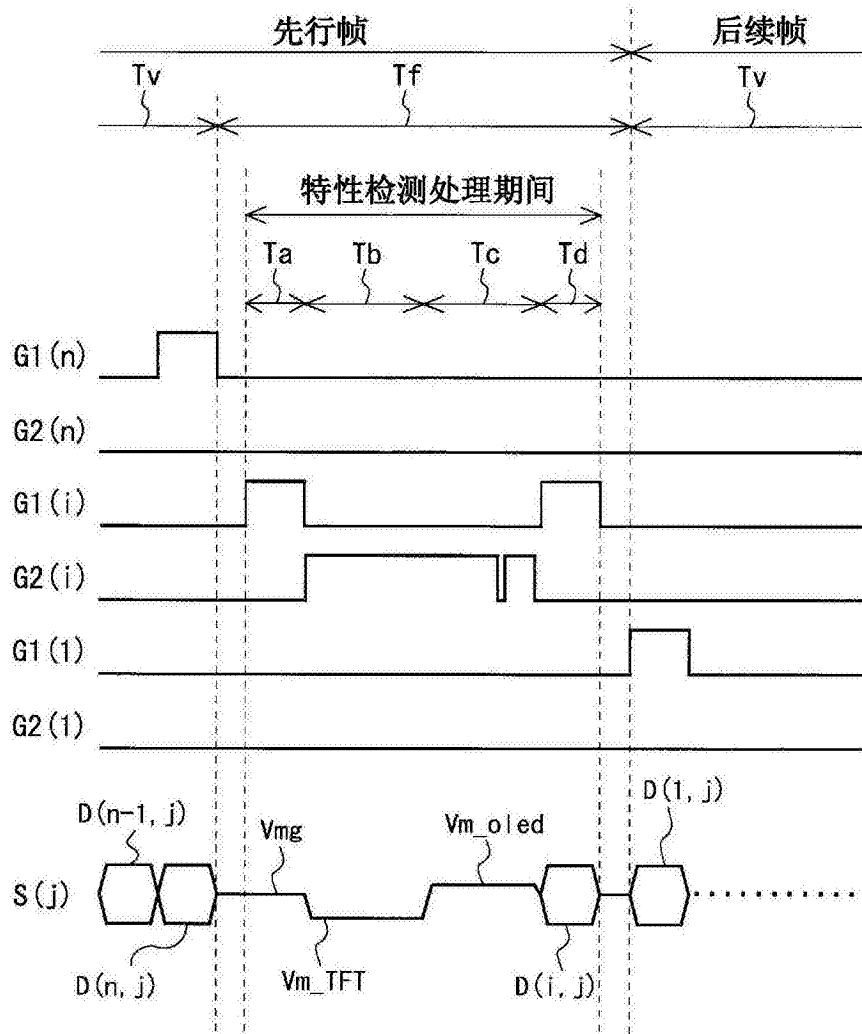 先行帧 后续帧
Tv Tf Tv
特性检测处理期间
Ta Tb Tc Td
G1(n)
G2(n)
G1(i)
G2(i)
G1(1)
G2(1)
D(n-1, j) Vmg Vm_oled D(1, j)
S(j)
D(n, j) Vm_TFT D(i, j)